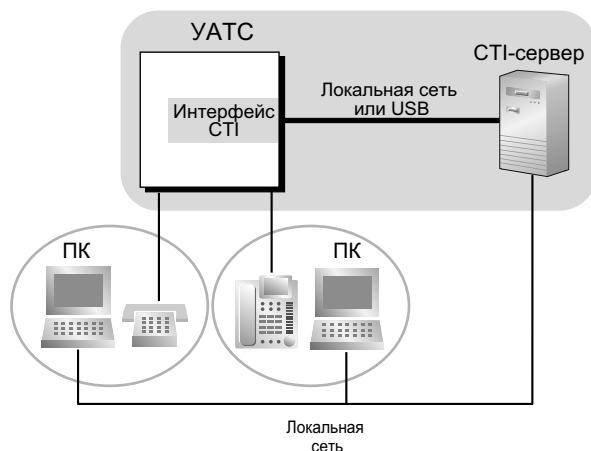 УАТС
CTI-сервер
Локальная сеть
или USB
Интерфейс
CTI
ПК
ПК
Локальная
сеть